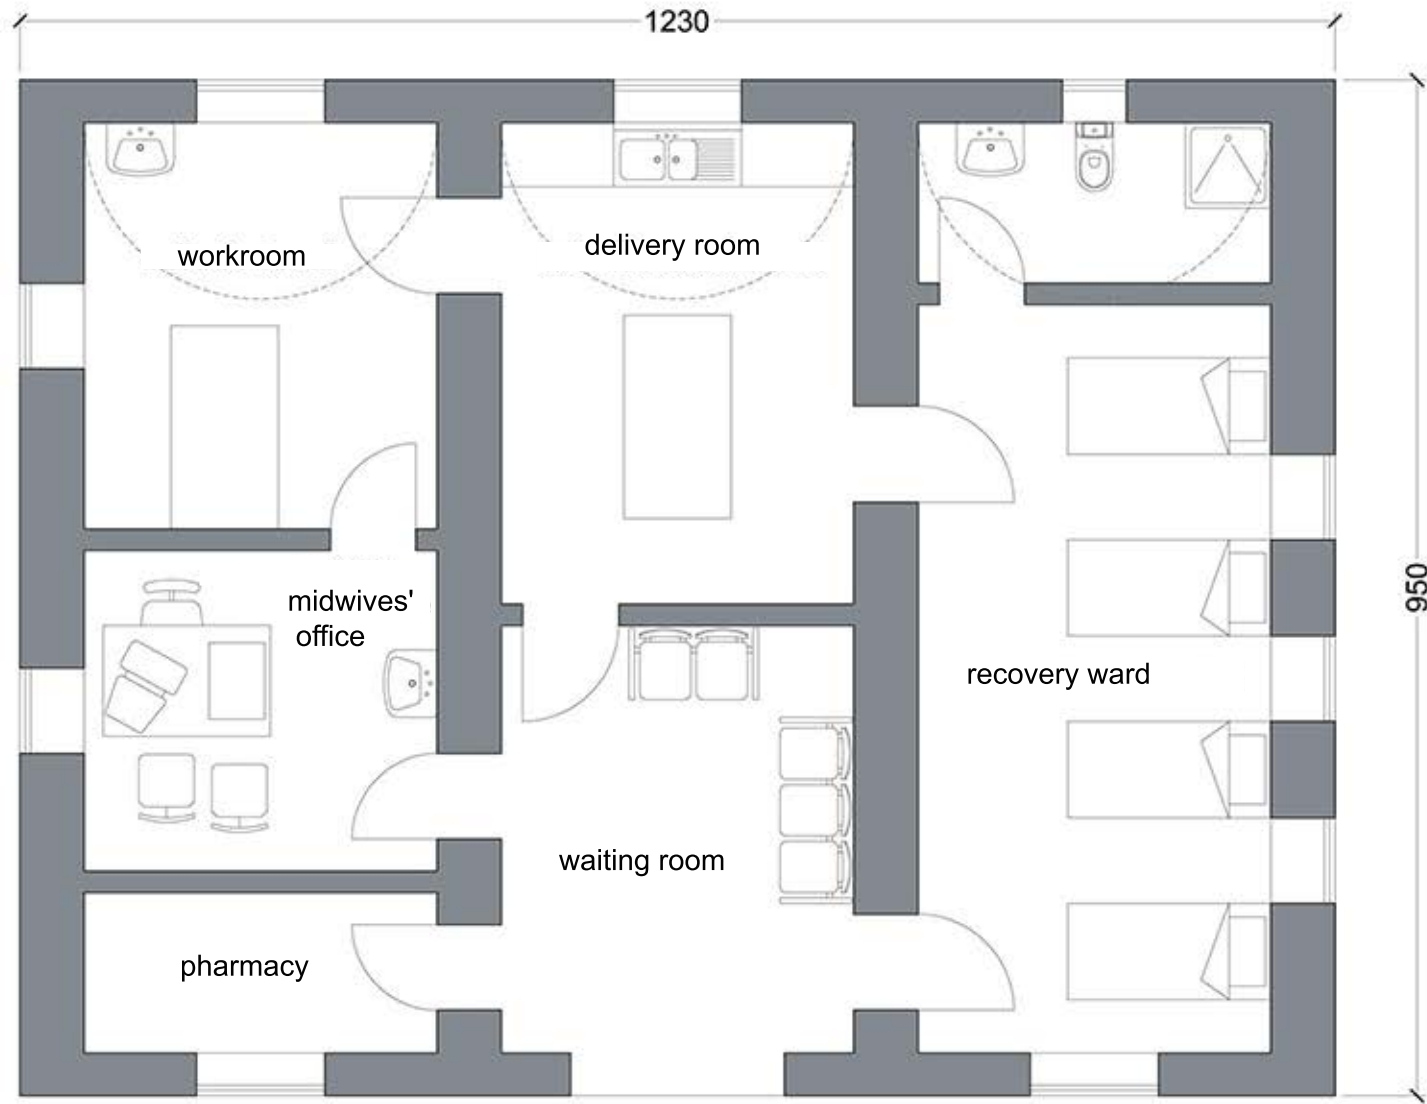 1230
workroom
delivery room
950
midwives'
office
recovery ward
waiting room
pharmacy